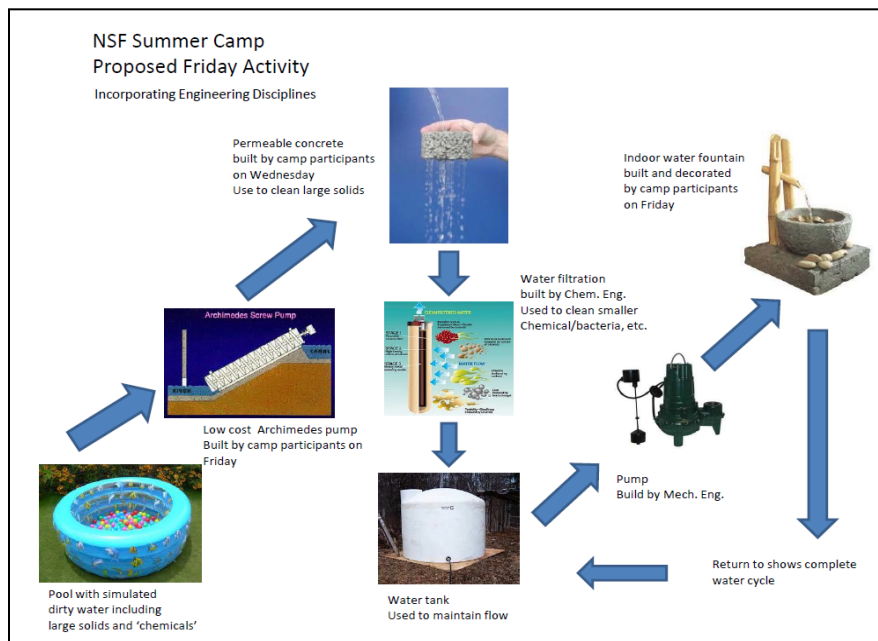 NSF Summer Camp
Proposed Friday Activity
Incorporating Engineering Disciplines
Permeable concrete
built by camp participants
on Wednesday
Use to clean large solids
Indoor water fountain
built and decorated
by camp participants
on Friday
Water filtration
built by Chem. Eng.
Used to clean smaller
Chemical/bacteria, etc.
Archimedes Screw Pump
Low cost Archimedes pump
Built by camp participants on
Friday
Pump
Build by Mech. Eng.
Pool with simulated
dirty water including
large solids and ‘chemicals’
Water tank
Used to maintain flow
Return to shows complete
water cycle